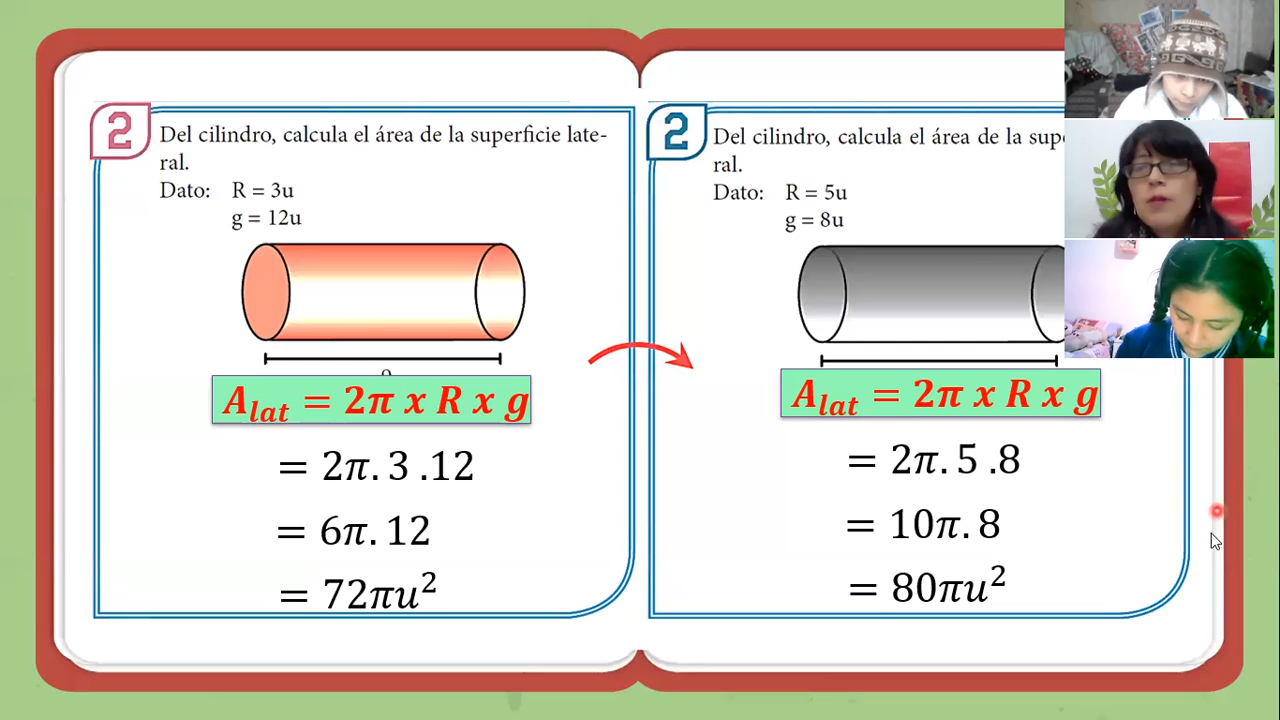 2
Del cilindro, calcula el área de la superficie late-
ral.
Dato: R = 3u
g = 12u
A_lat = 2π x R x g
= 2π. 3 .12
= 6π. 12
= 72πu²
2
Del cilindro, calcula el área de la
ral.
Dato: R = 5u
g = 8u
A_lat = 2π x R x g
= 2π. 5 .8
= 10π. 8
= 80πu²